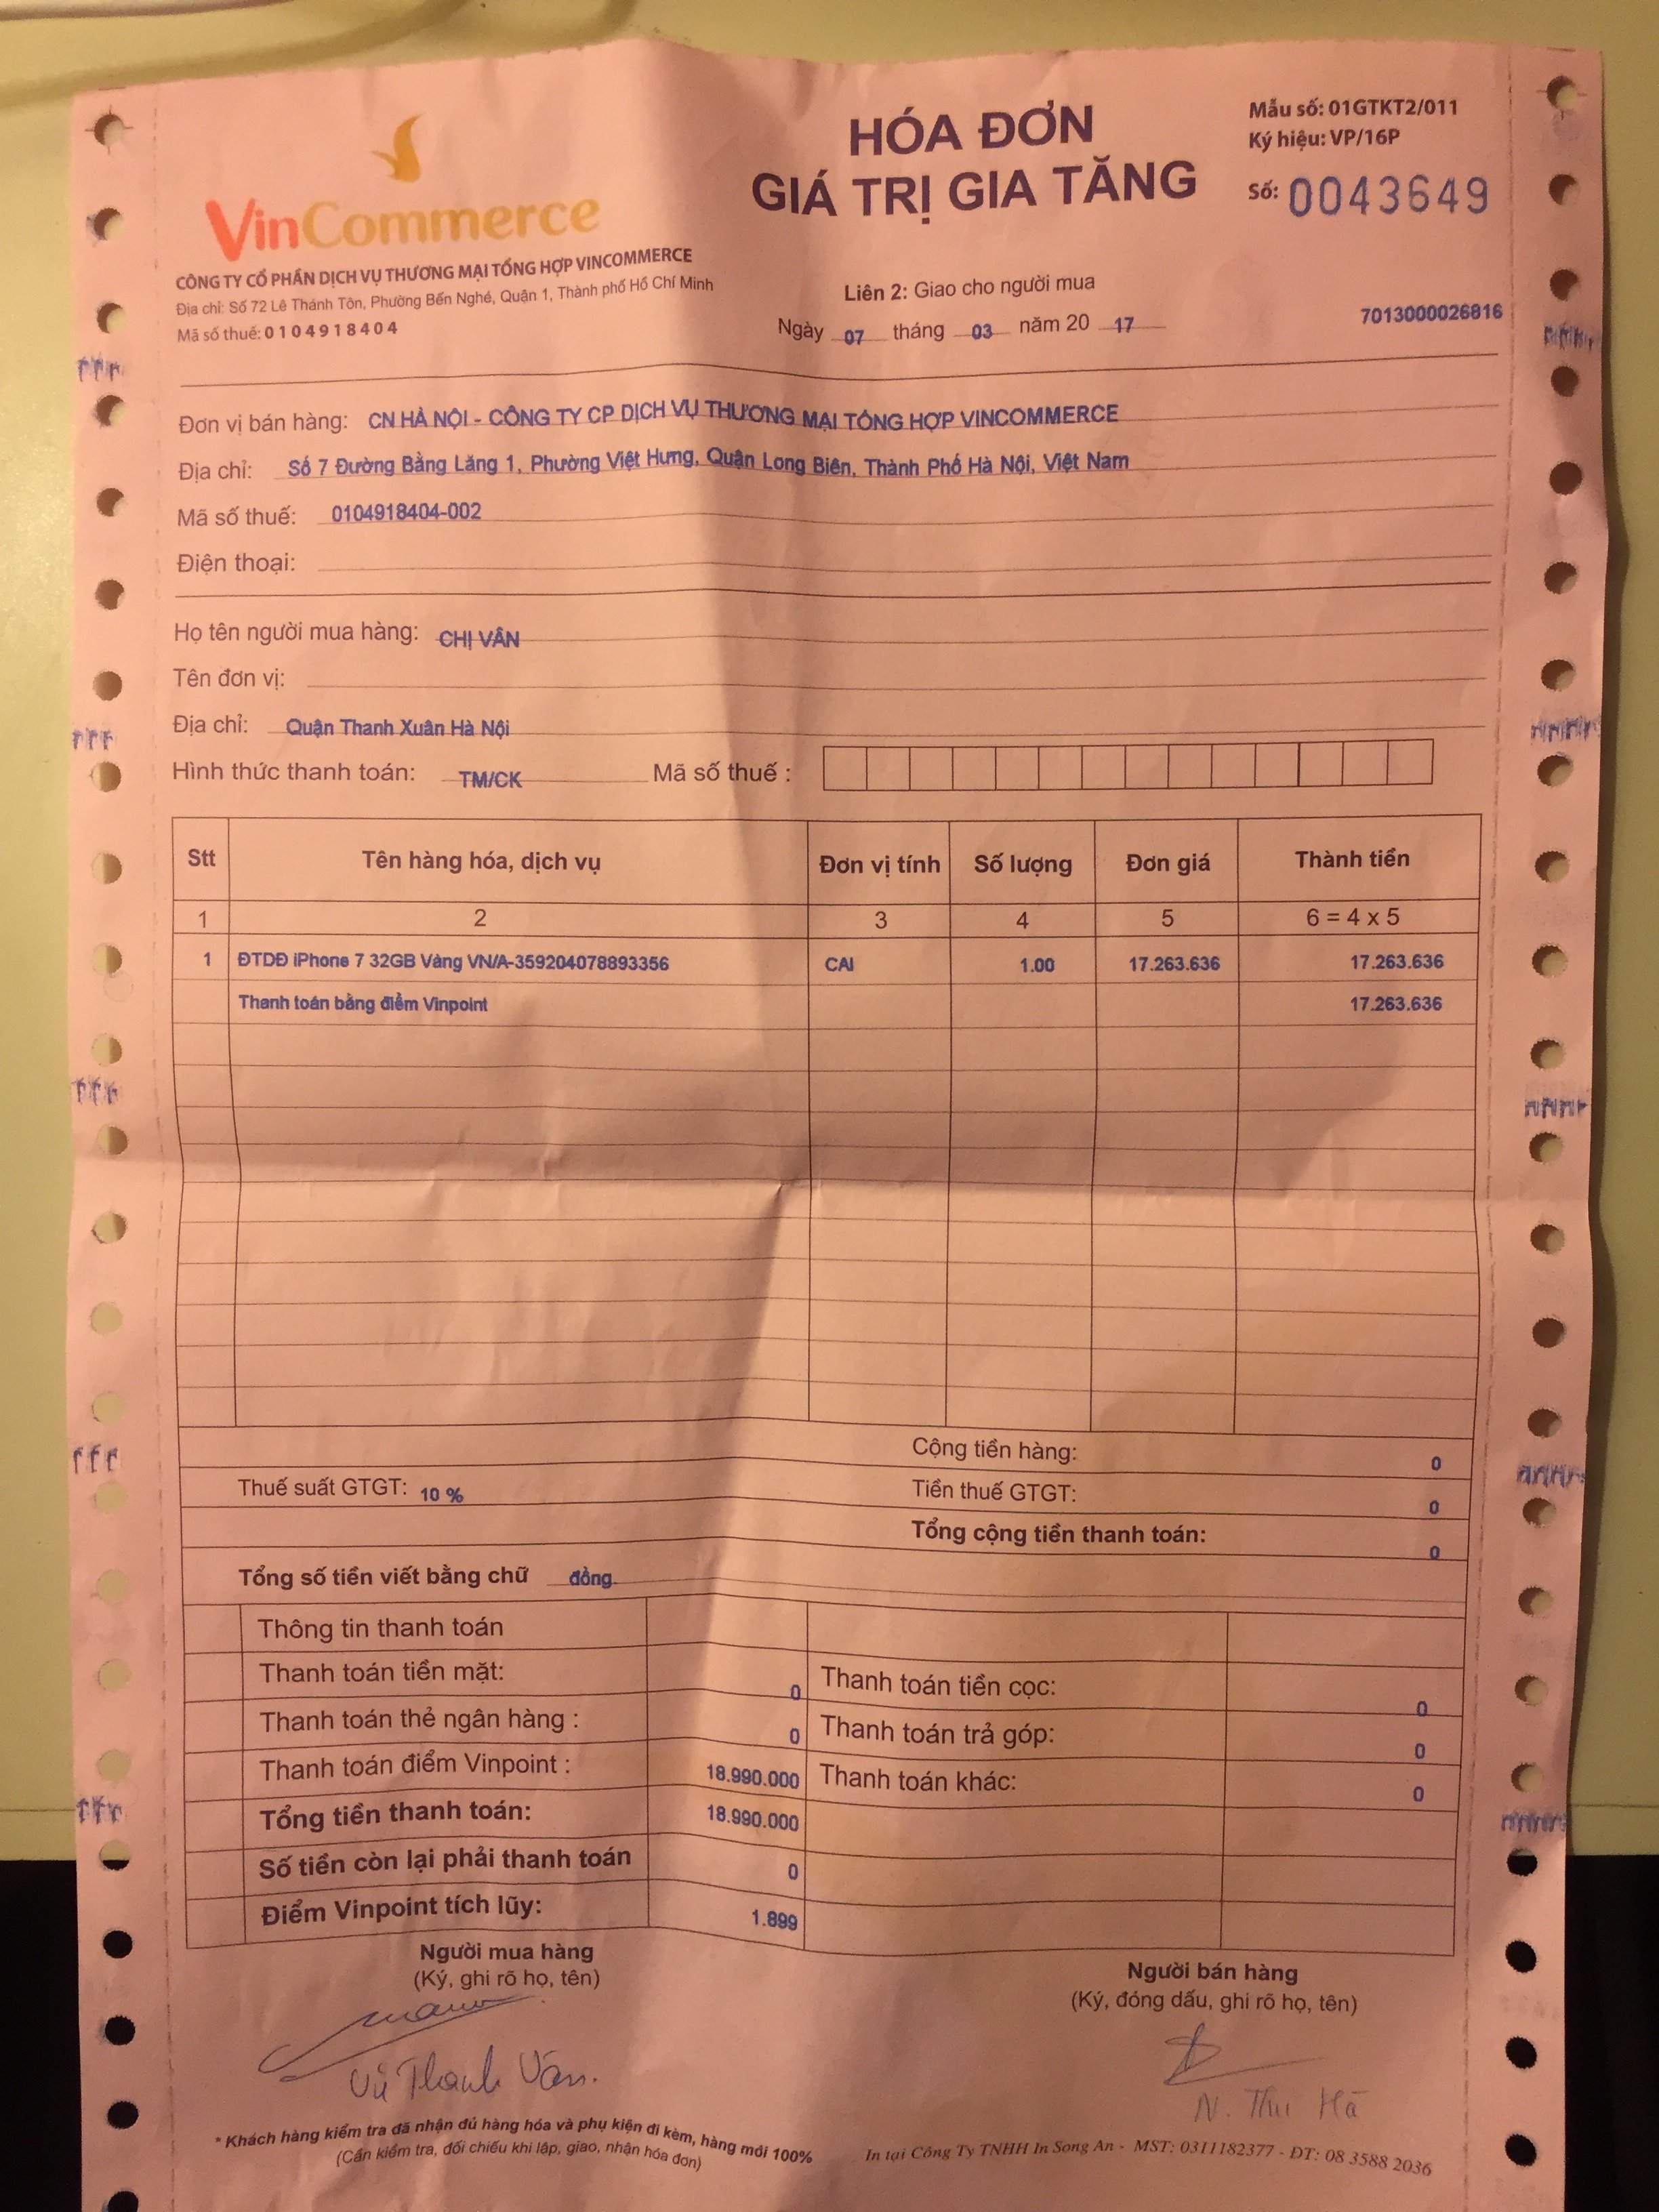 VinCommerce
CÔNG TY CỔ PHẦN DỊCH VỤ THƯƠNG MẠI TỔNG HỢP VINCOMMERCE
Địa chỉ: Số 72 Lê Thánh Tôn, Phường Bến Nghé, Quận 1, Thành phố Hồ Chí Minh
Mã số thuế: 0104918404
HÓA ĐƠN
GIÁ TRỊ GIA TĂNG
Mẫu số: 01GTKT2/011
Ký hiệu: VP/16P
Số: 0043649
Liên 2: Giao cho người mua
Ngày 07 tháng 03 năm 20 17
7013000026816
Đơn vị bán hàng: CN HÀ NỘI - CÔNG TY CP DỊCH VỤ THƯƠNG MẠI TỔNG HỢP VINCOMMERCE
Địa chỉ: Số 7 Đường Bằng Lăng 1, Phường Việt Hưng, Quận Long Biên, Thành Phố Hà Nội, Việt Nam
Mã số thuế: 0104918404-002
Điện thoại:
Họ tên người mua hàng: CHỊ VÂN
Tên đơn vị:
Địa chỉ: Quận Thanh Xuân Hà Nội
Hình thức thanh toán: TM/CK Mã số thuế :
Stt Tên hàng hóa, dịch vụ Đơn vị tính Số lượng Đơn giá Thành tiền
1 2 3 4 5 6 = 4 x 5
1 ĐTDĐ iPhone 7 32GB Vàng VN/A-359204078893356 CAI 1.00 17.263.636 17.263.636
Thanh toán bằng điểm Vinpoint 17.263.636
Cộng tiền hàng: 0
Thuế suất GTGT: 10 % Tiền thuế GTGT: 0
Tổng cộng tiền thanh toán: 0
Tổng số tiền viết bằng chữ đồng.
Thông tin thanh toán
Thanh toán tiền mặt: 0 Thanh toán tiền cọc: 0
Thanh toán thẻ ngân hàng : 0 Thanh toán trả góp: 0
Thanh toán điểm Vinpoint : 18.990.000 Thanh toán khác: 0
Tổng tiền thanh toán: 18.990.000
Số tiền còn lại phải thanh toán 0
Điểm Vinpoint tích lũy: 1.899
Người mua hàng
(Ký, ghi rõ họ, tên)
Người bán hàng
(Ký, đóng dấu, ghi rõ họ, tên)
Vũ Thanh Vân.
N. Thu Hà
* Khách hàng kiểm tra đã nhận đủ hàng hóa và phụ kiện đi kèm, hàng mới 100%
(Cần kiểm tra, đối chiếu khi lập, giao, nhận hóa đơn)
In tại Công Ty TNHH In Song An - MST: 0311182377 - ĐT: 08 3588 2036